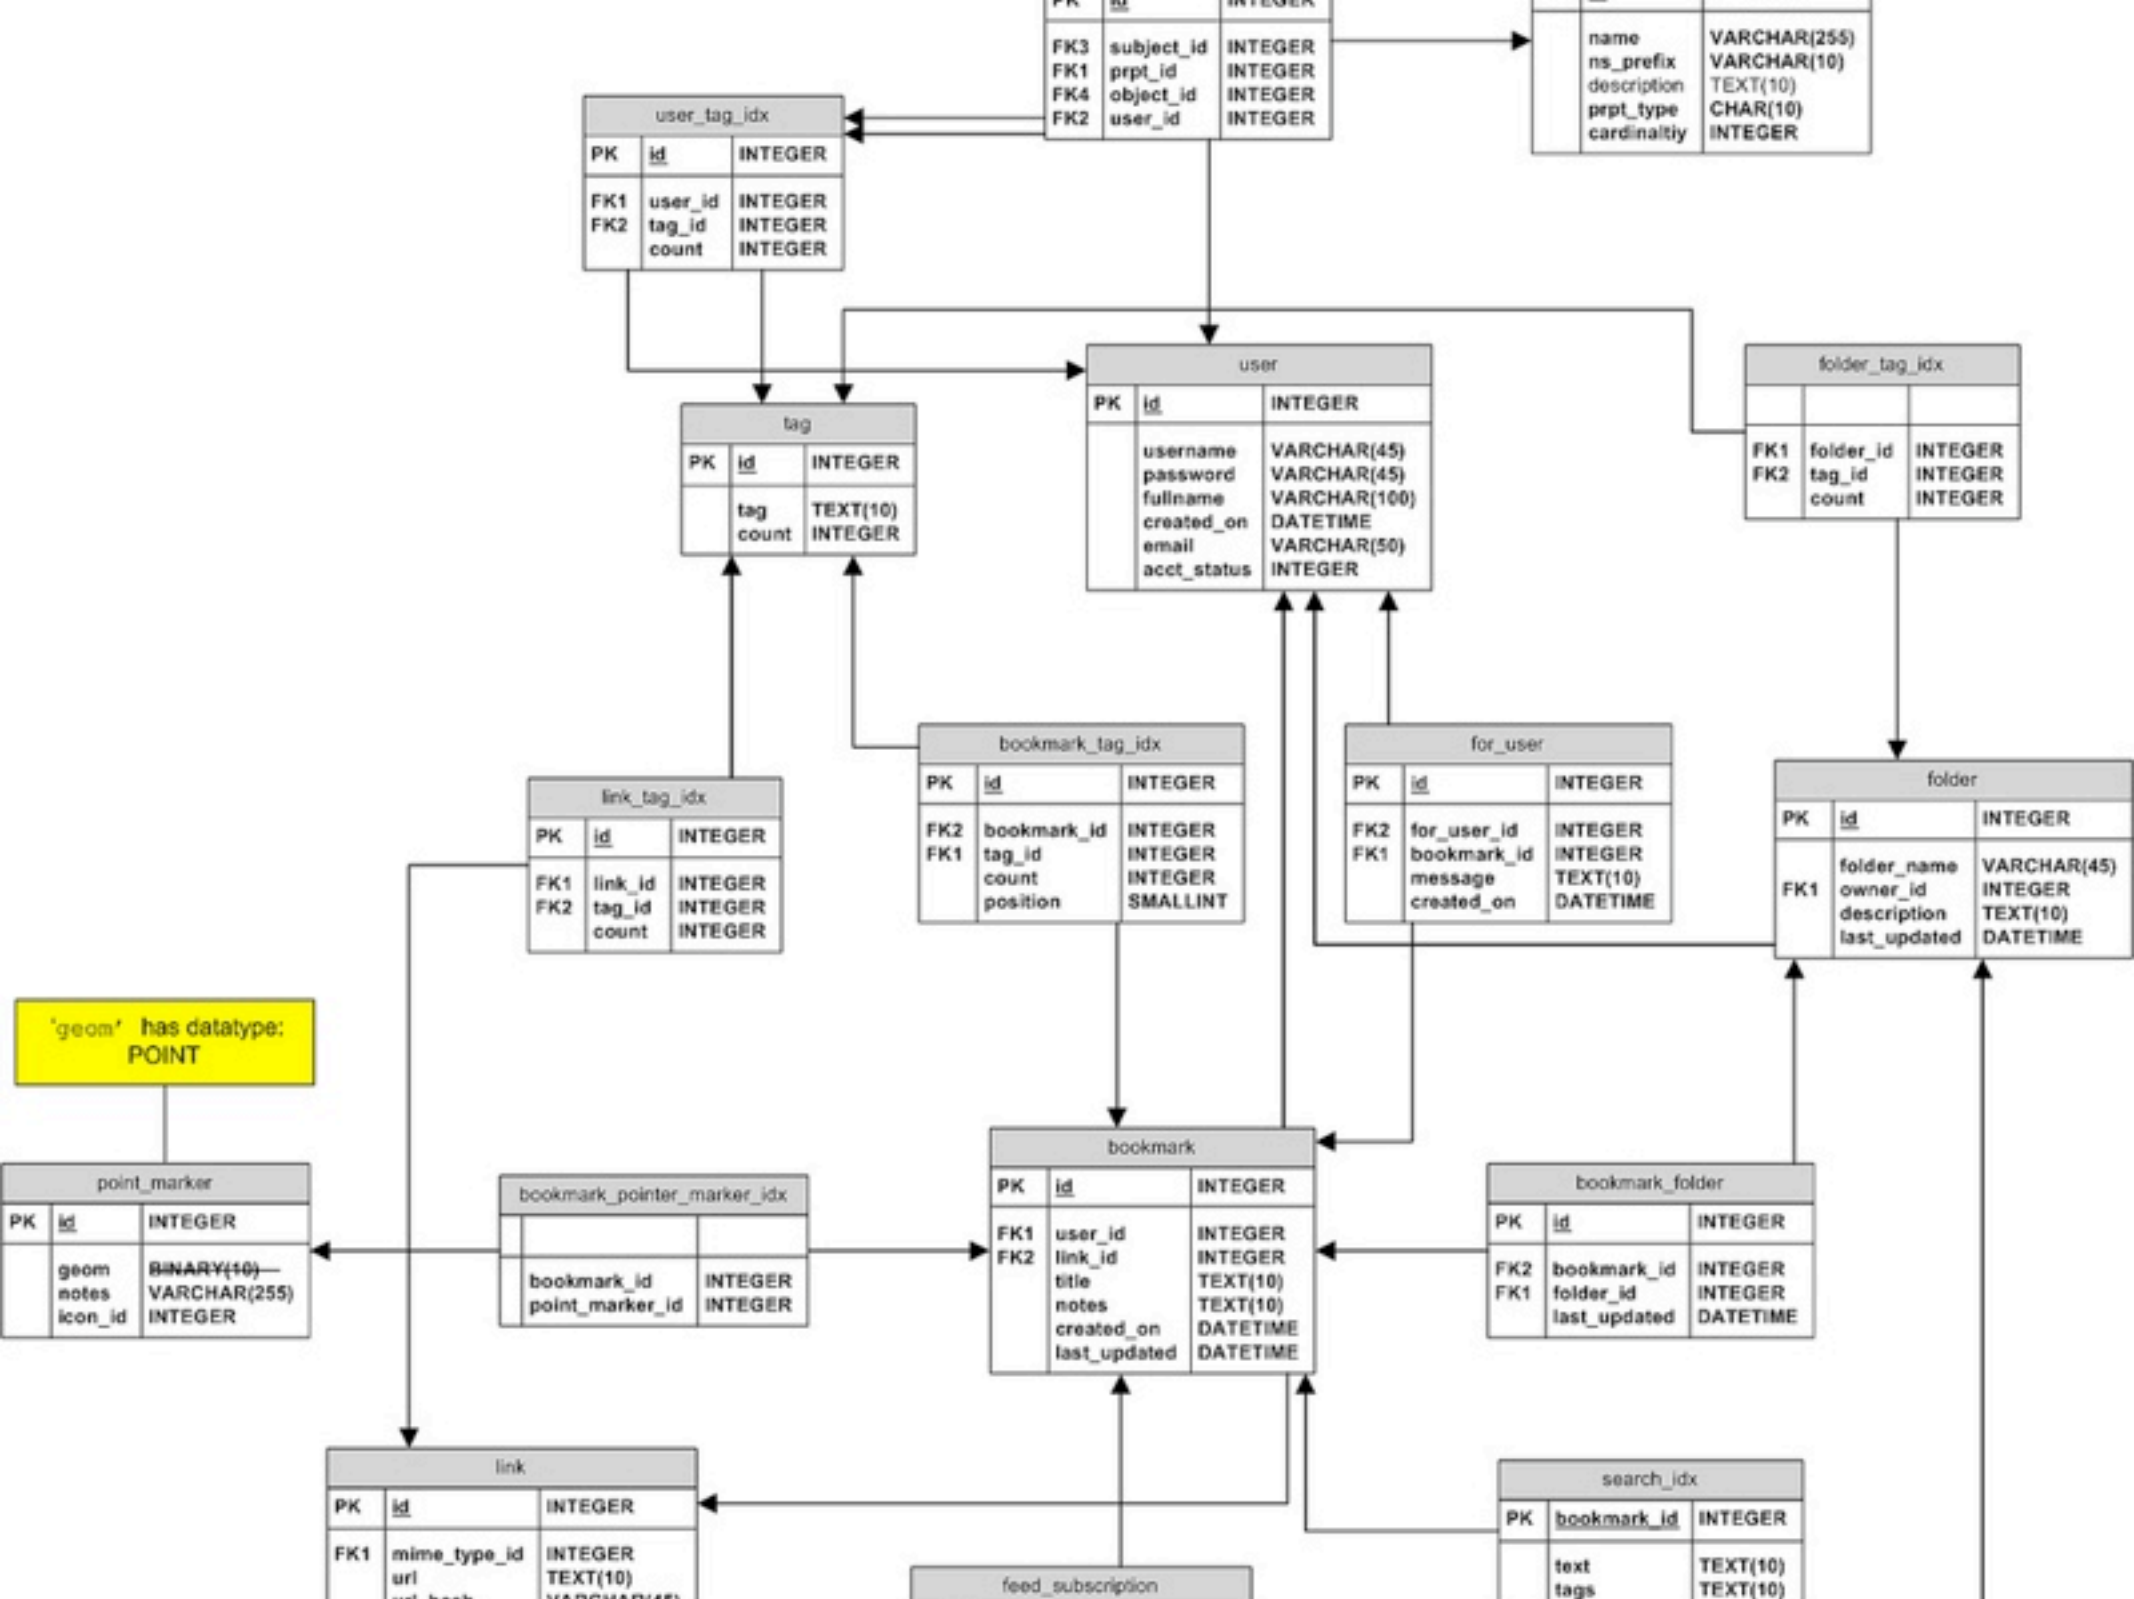 PK id INTEGER
FK3 subject_id INTEGER
FK1 prpt_id INTEGER
FK4 object_id INTEGER
FK2 user_id INTEGER
name VARCHAR(255)
ns_prefix VARCHAR(10)
description TEXT(10)
prpt_type CHAR(10)
cardinaltiy INTEGER
user_tag_idx
PK id INTEGER
FK1 user_id INTEGER
FK2 tag_id INTEGER
count INTEGER
tag
PK id INTEGER
tag TEXT(10)
count INTEGER
user
PK id INTEGER
username VARCHAR(45)
password VARCHAR(45)
fullname VARCHAR(100)
created_on DATETIME
email VARCHAR(50)
acct_status INTEGER
folder_tag_idx
FK1 folder_id INTEGER
FK2 tag_id INTEGER
count INTEGER
link_tag_idx
PK id INTEGER
FK1 link_id INTEGER
FK2 tag_id INTEGER
count INTEGER
bookmark_tag_idx
PK id INTEGER
FK2 bookmark_id INTEGER
FK1 tag_id INTEGER
count INTEGER
position SMALLINT
for_user
PK id INTEGER
FK2 for_user_id INTEGER
FK1 bookmark_id INTEGER
message TEXT(10)
created_on DATETIME
folder
PK id INTEGER
folder_name VARCHAR(45)
FK1 owner_id INTEGER
description TEXT(10)
last_updated DATETIME
'geom' has datatype:
POINT
point_marker
PK id INTEGER
geom BINARY(10)
notes VARCHAR(255)
icon_id INTEGER
bookmark_pointer_marker_idx
bookmark_id INTEGER
point_marker_id INTEGER
bookmark
PK id INTEGER
FK1 user_id INTEGER
FK2 link_id INTEGER
title TEXT(10)
notes TEXT(10)
created_on DATETIME
last_updated DATETIME
bookmark_folder
PK id INTEGER
FK2 bookmark_id INTEGER
FK1 folder_id INTEGER
last_updated DATETIME
link
PK id INTEGER
FK1 mime_type_id INTEGER
url TEXT(10)
feed_subscription
search_idx
PK bookmark_id INTEGER
text TEXT(10)
tags TEXT(10)